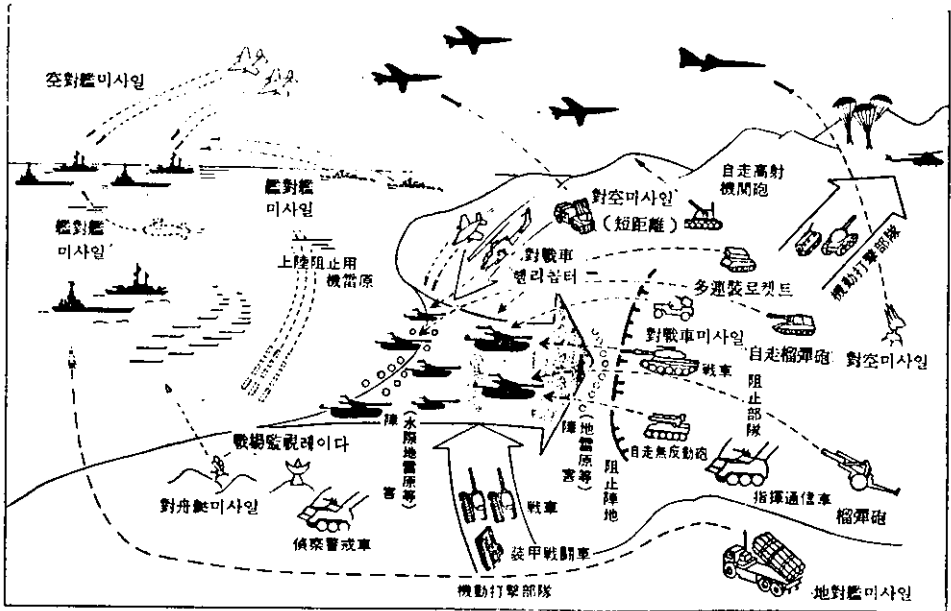 空對艦미사일
艦對艦
미사일
艦對艦
미사일
上陸阻止用
機雷原
對空미사일
(短距離)
自走高射
機関砲
對戰車
헬리콥터
多連裝로켓트
機動打擊部隊
對戰車미사일
自走榴彈砲
對空미사일
戦車
阻止部隊
戰場監視레이다
障害
(水際地雷原等)
障害
(地雷原等)
自走無反動砲
阻止陣地
對舟艇미사일
偵察警戒車
戦車
指揮通信車
榴彈砲
装甲戦闘車
機動打撃部隊
地對艦미사일